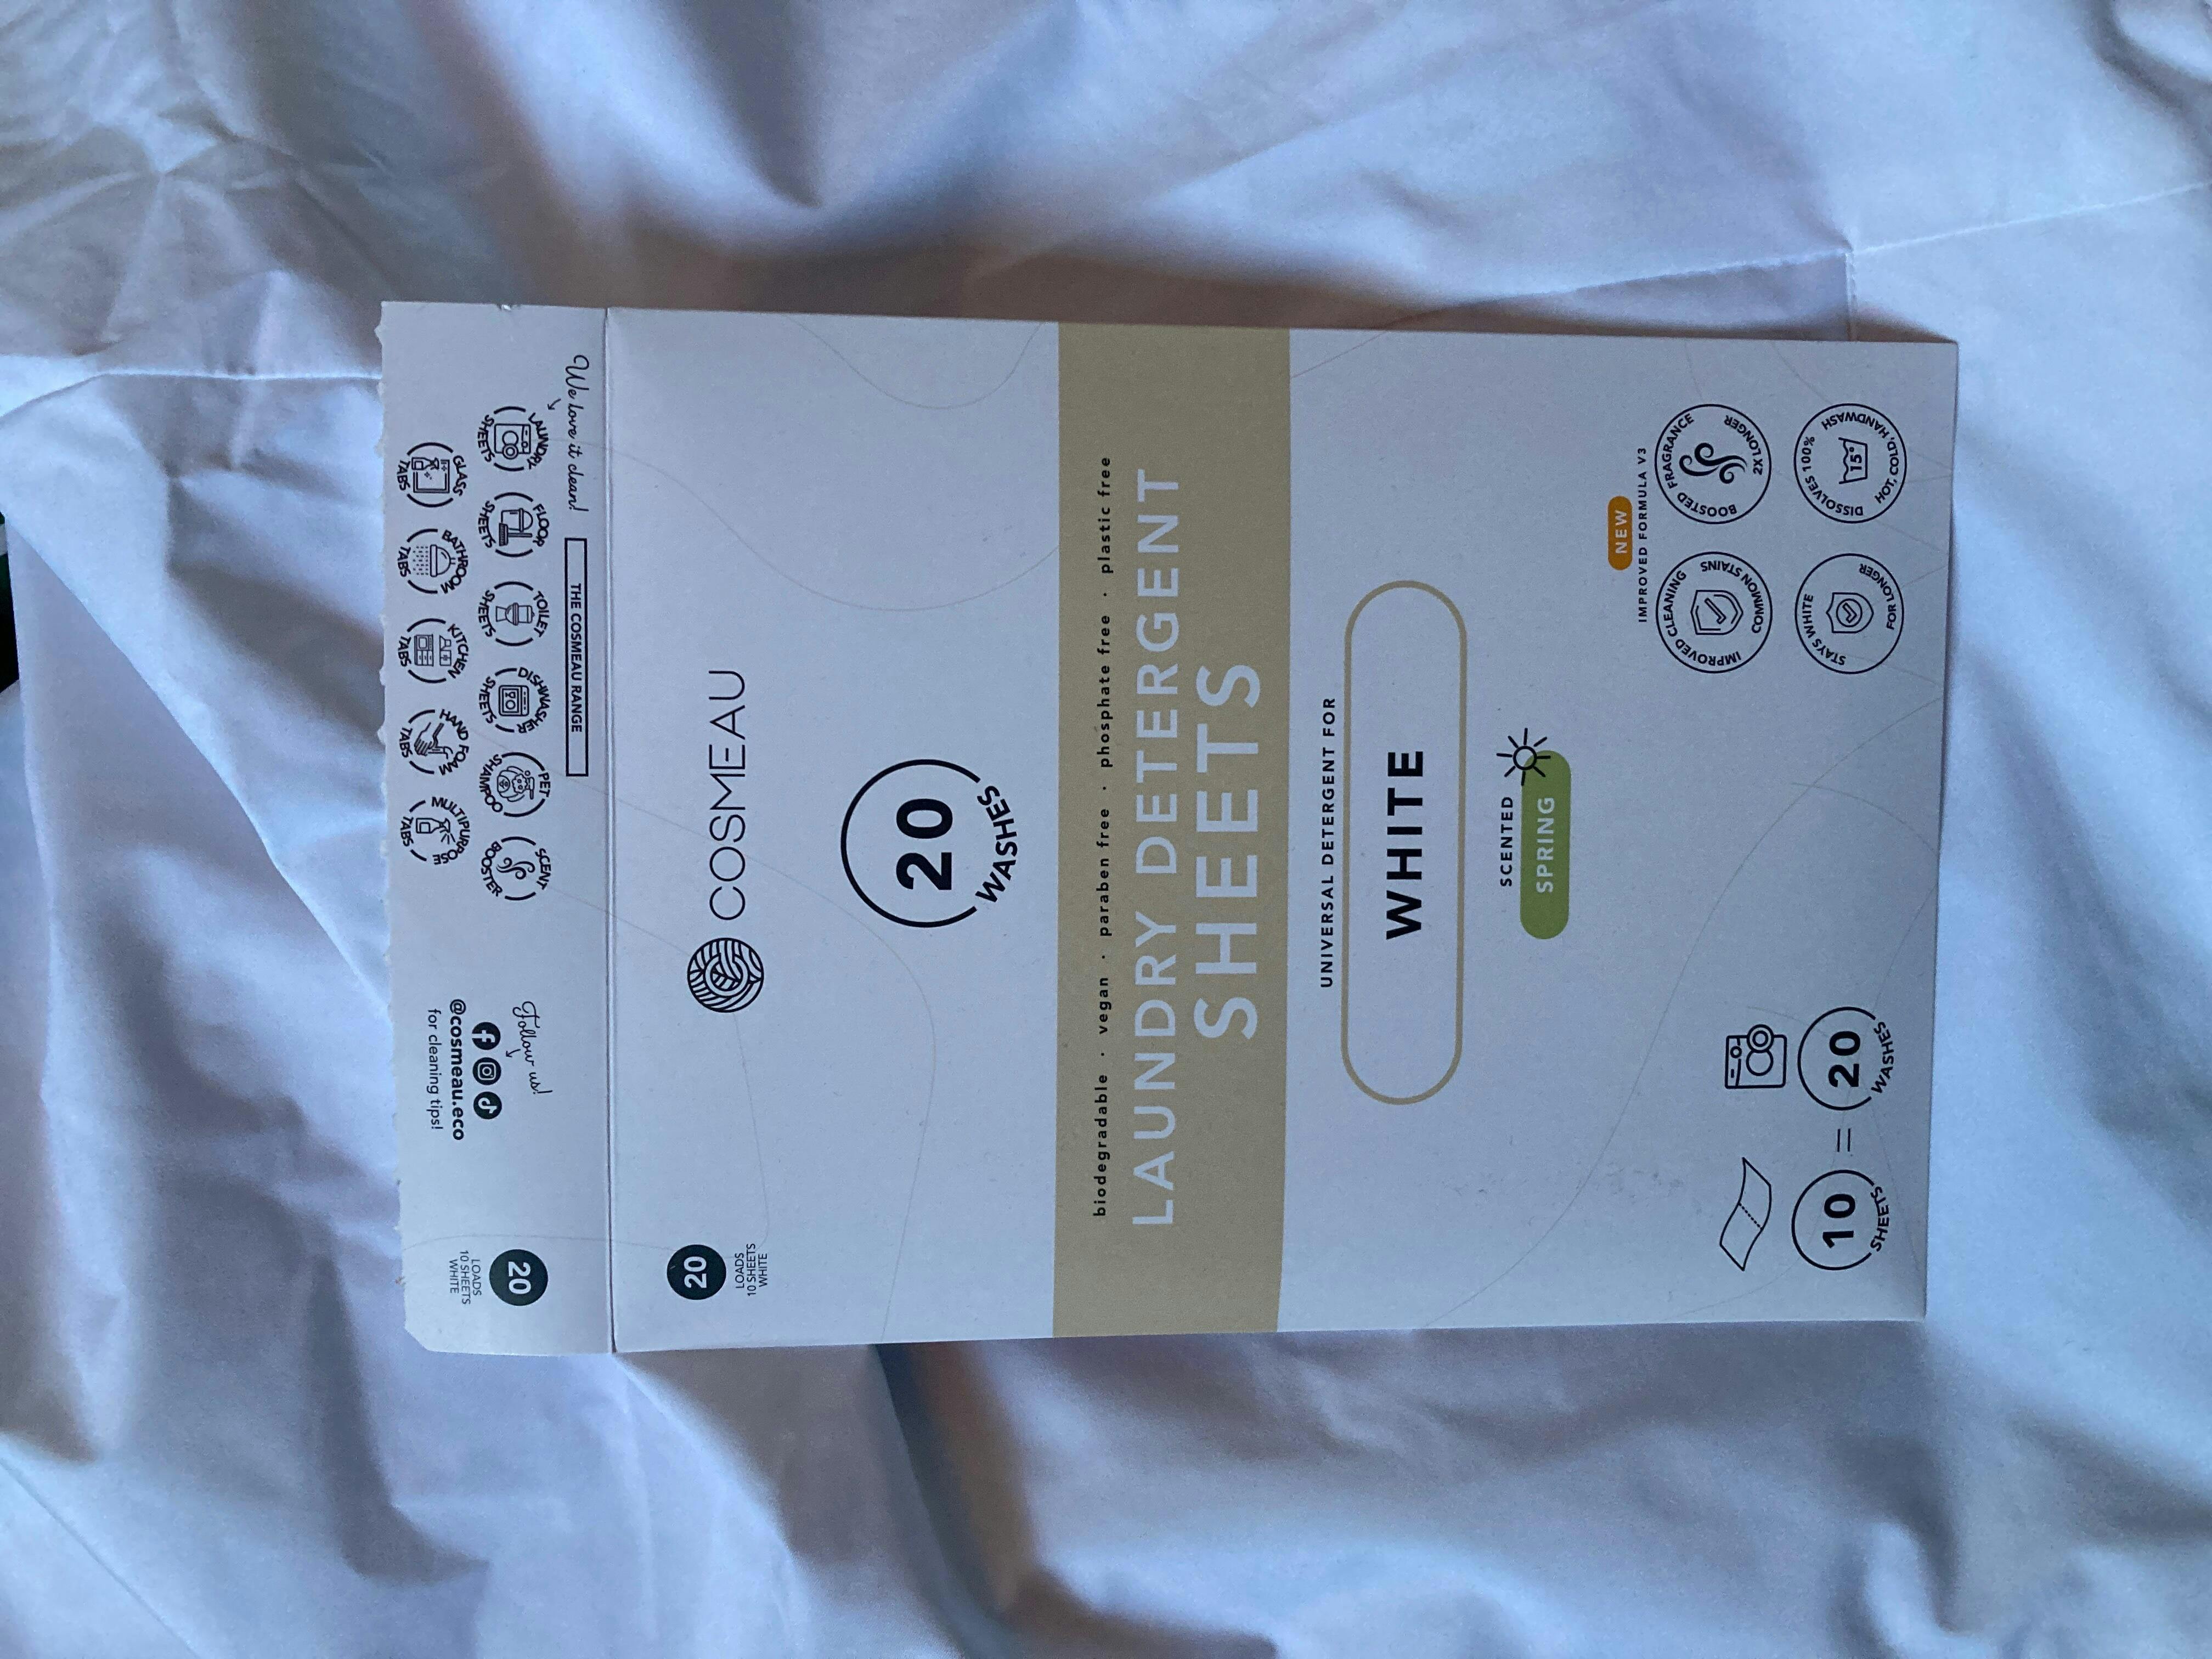 COSMEAU
20
LOADS
10 SHEETS
WHITE
20
WASHES
biodegradable · vegan · paraben free · phosphate free · plastic free
LAUNDRY DETERGENT
SHEETS
UNIVERSAL DETERGENT FOR
WHITE
SCENTED
SPRING
NEW
IMPROVED FORMULA V3
IMPROVED CLEANING
COMMON STAINS
BOOSTED FRAGRANCE
2X LONGER
STAYS WHITE
FOR LONGER
DISSOLVES 100%
HOT, COLD, HANDWASH
15°
10
SHEETS
=
20
WASHES
We love it clean!
THE COSMEAU RANGE
LAUNDRY
SHEETS
FLOOR
SHEETS
TOILET
SHEETS
DISHWASHER
SHEETS
PET
SHAMPOO
SCENT
BOOSTER
GLASS
TABS
BATHROOM
TABS
KITCHEN
TABS
HAND FOAM
TABS
MULTIPURPOSE
TABS
Follow us!
@cosmeau.eco
for cleaning tips!
20
LOADS
10 SHEETS
WHITE